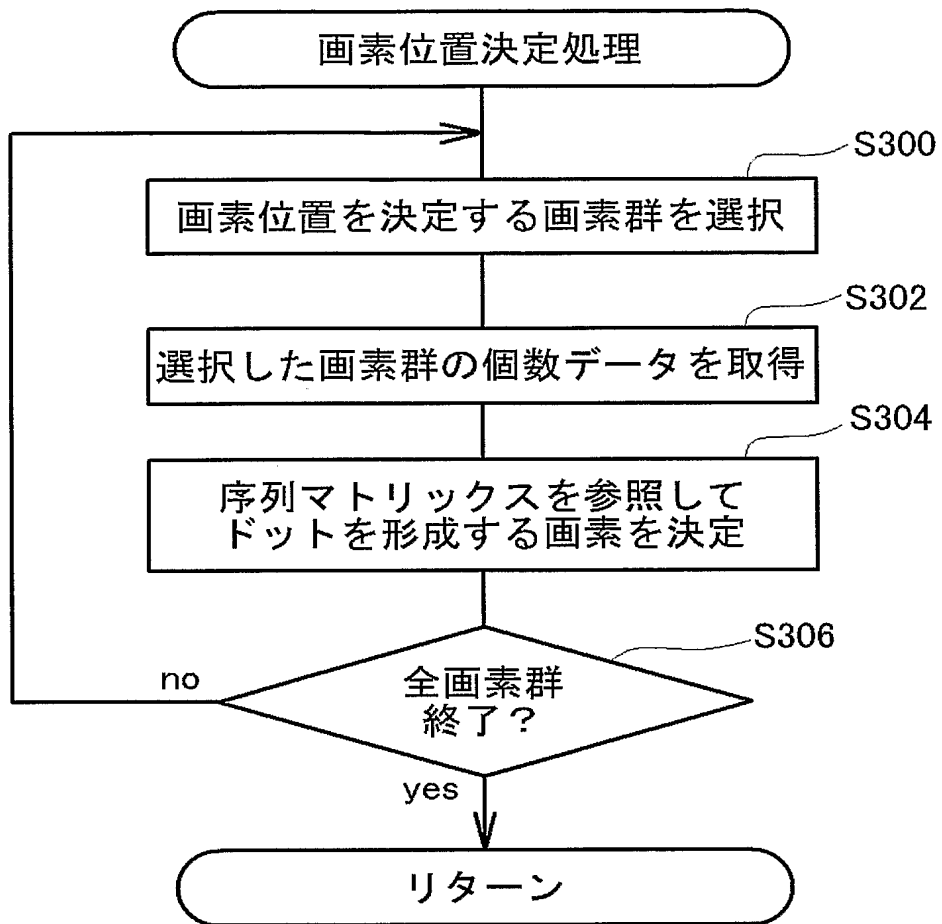 画素位置決定処理
S300
画素位置を決定する画素群を選択
S302
選択した画素群の個数データを取得
S304
序列マトリックスを参照して
ドットを形成する画素を決定
S306
no
全画素群
終了?
yes
リターン